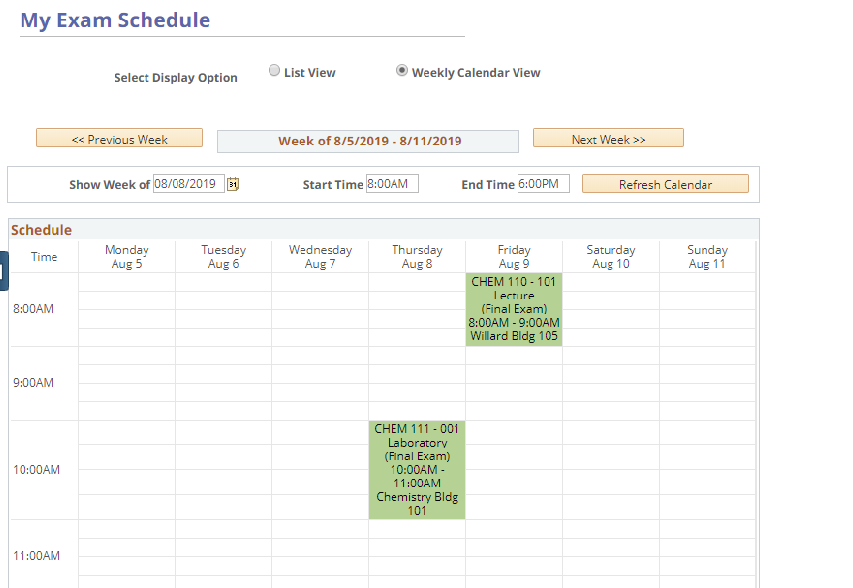 My Exam Schedule
Select Display Option List View Weekly Calendar View
<< Previous Week Week of 8/5/2019 - 8/11/2019 Next Week >>
Show Week of 08/08/2019 31 Start Time 8:00AM End Time 6:00PM Refresh Calendar
Schedule
Time Monday Tuesday Wednesday Thursday Friday Saturday Sunday
Aug 5 Aug 6 Aug 7 Aug 8 Aug 9 Aug 10 Aug 11
8:00AM
CHEM 110 - 101
Lecture
(Final Exam)
8:00AM - 9:00AM
Willard Bldg 105
9:00AM
10:00AM
CHEM 111 - 001
Laboratory
(Final Exam)
10:00AM -
11:00AM
Chemistry Bldg
101
11:00AM